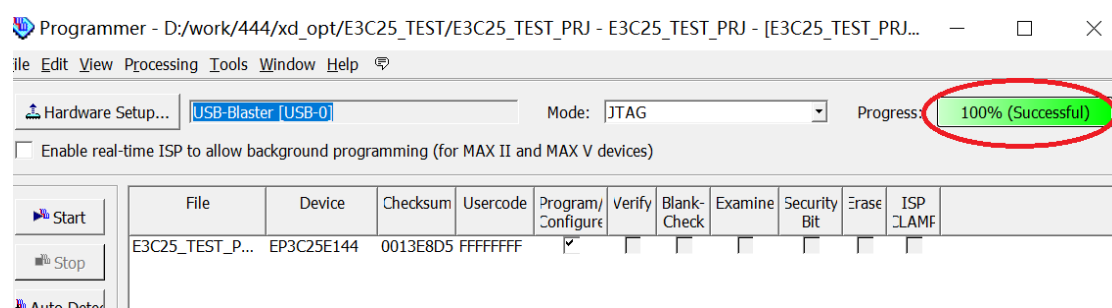 Programmer - D:/work/444/xd_opt/E3C25_TEST/E3C25_TEST_PRJ - E3C25_TEST_PRJ - [E3C25_TEST_PRJ...
ile Edit View Processing Tools Window Help
Hardware Setup... USB-Blaster [USB-0] Mode: JTAG Progress: 100% (Successful)
Enable real-time ISP to allow background programming (for MAX II and MAX V devices)
Start
File Device Checksum Usercode Program/ Configure Verify Blank- Check Examine Security Bit Erase ISP CLAMP
E3C25_TEST_P... EP3C25E144 0013E8D5 FFFFFFFF
Stop
Auto Detec